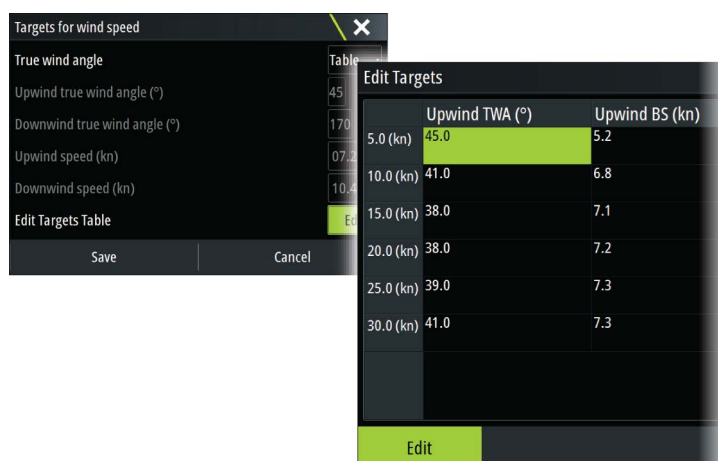 Targets for wind speed
True wind angle Table
Upwind true wind angle (°) 45
Downwind true wind angle (°) 170
Upwind speed (kn) 07.2
Downwind speed (kn) 10.4
Edit Targets Table
Save Cancel
Edit Targets
Upwind TWA (°) Upwind BS (kn)
5.0 (kn) 45.0 5.2
10.0 (kn) 41.0 6.8
15.0 (kn) 38.0 7.1
20.0 (kn) 38.0 7.2
25.0 (kn) 39.0 7.3
30.0 (kn) 41.0 7.3
Edit